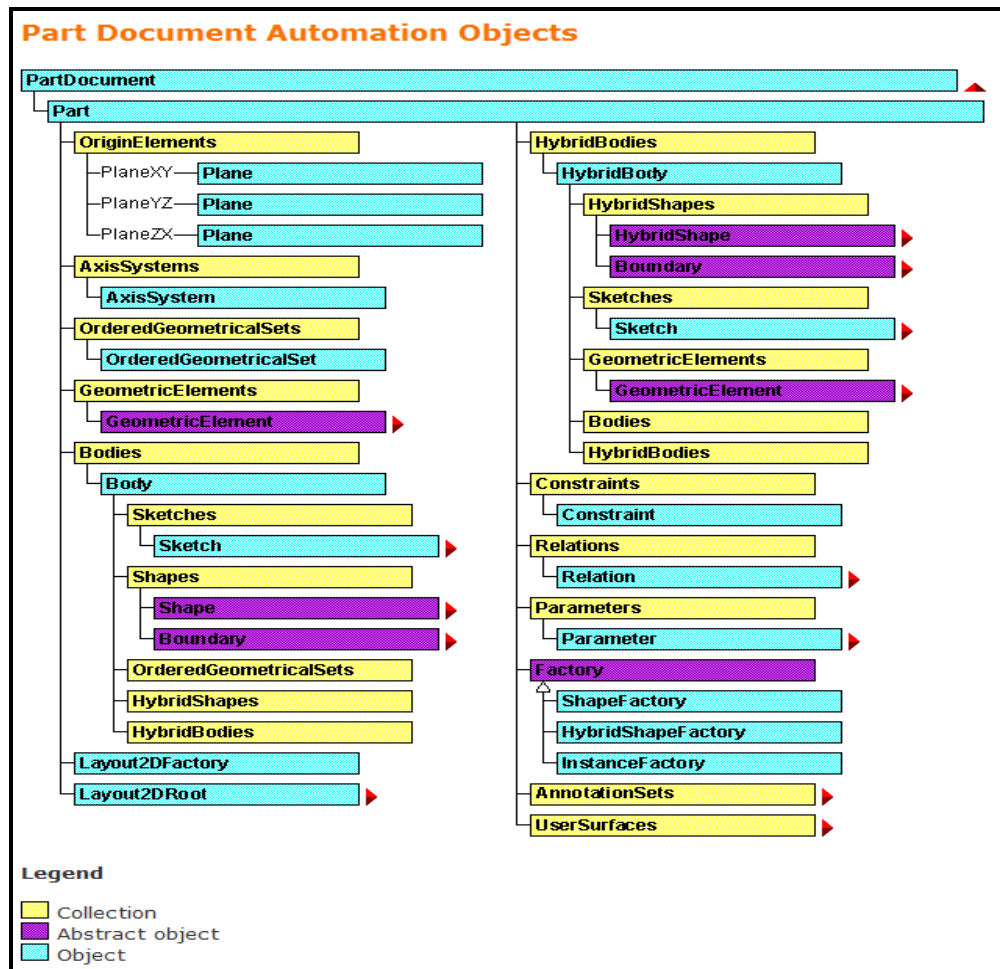 Part Document Automation Objects
PartDocument
Part
OriginElements
PlaneXY
Plane
PlaneYZ
Plane
PlaneZX
Plane
AxisSystems
AxisSystem
OrderedGeometricalSets
OrderedGeometricalSet
GeometricElements
GeometricElement
Bodies
Body
Sketches
Sketch
Shapes
Shape
Boundary
OrderedGeometricalSets
HybridShapes
HybridBodies
Layout2DFactory
Layout2DRoot
HybridBodies
HybridBody
HybridShapes
HybridShape
Boundary
Sketches
Sketch
GeometricElements
GeometricElement
Bodies
HybridBodies
Constraints
Constraint
Relations
Relation
Parameters
Parameter
Factory
ShapeFactory
HybridShapeFactory
InstanceFactory
AnnotationSets
UserSurfaces
Legend
Collection
Abstract object
Object